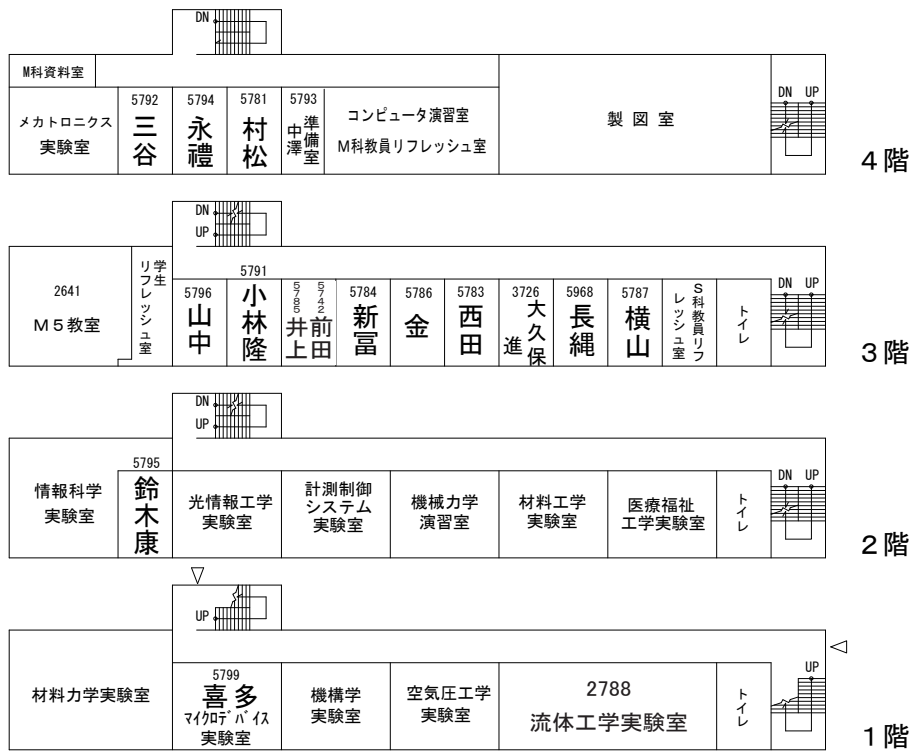 DN
M科資料室
メカトロニクス
実験室
5792
三谷
5794
永禮
5781
村松
5793
準備室
中澤
コンピュータ演習室
M科教員リフレッシュ室
製図室
DN UP
4階
DN
UP
2641
M5教室
学生
リフレッシュ室
5796
山中
5791
小林隆
5785
井上
5742
前田
5784
新冨
5786
金
5783
西田
3726
大久保
進
5968
長縄
5787
横山
S科教員リフ
レッシュ室
トイレ
DN UP
3階
DN
UP
情報科学
実験室
5795
鈴木康
光情報工学
実験室
計測制御
システム
実験室
機械力学
演習室
材料工学
実験室
医療福祉
工学実験室
トイレ
DN UP
2階
UP
材料力学実験室
5799
喜多
マイクロデバイス
実験室
機構学
実験室
空気圧工学
実験室
2788
流体工学実験室
トイレ
UP
1階